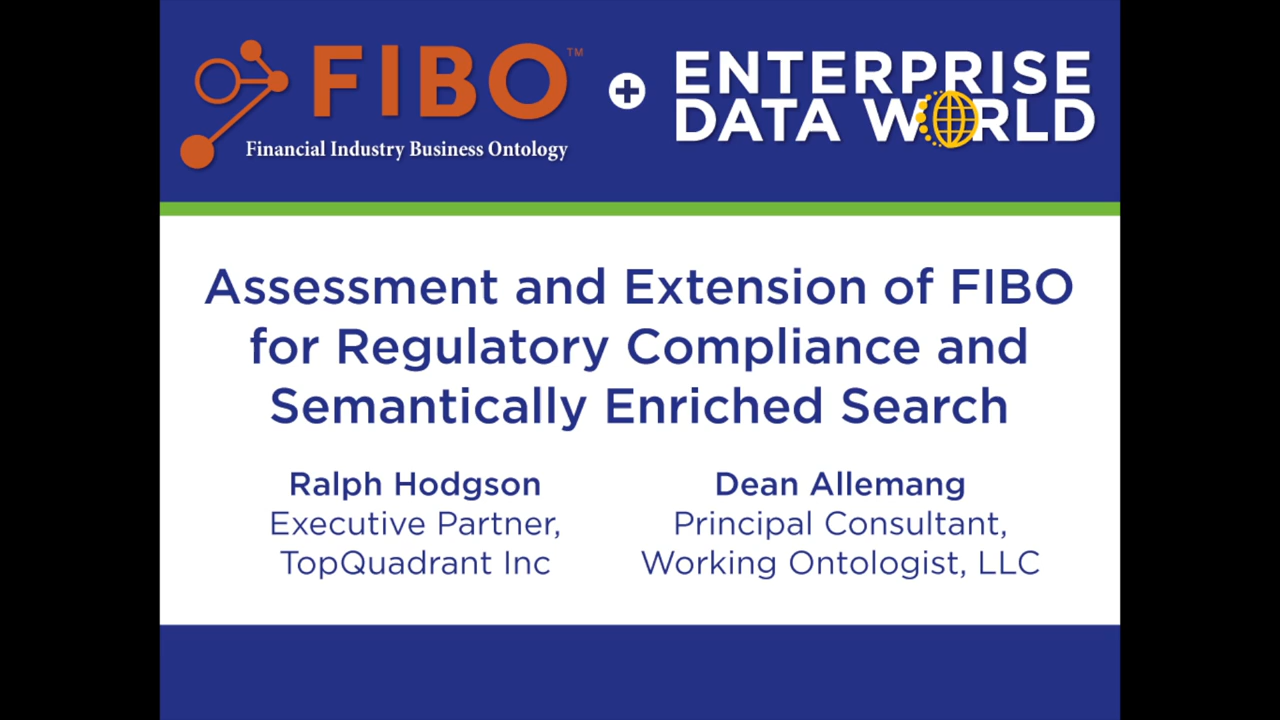 FIBO™
Financial Industry Business Ontology
+
ENTERPRISE
DATA WORLD
Assessment and Extension of FIBO
for Regulatory Compliance and
Semantically Enriched Search
Ralph Hodgson
Executive Partner,
TopQuadrant Inc
Dean Allemang
Principal Consultant,
Working Ontologist, LLC